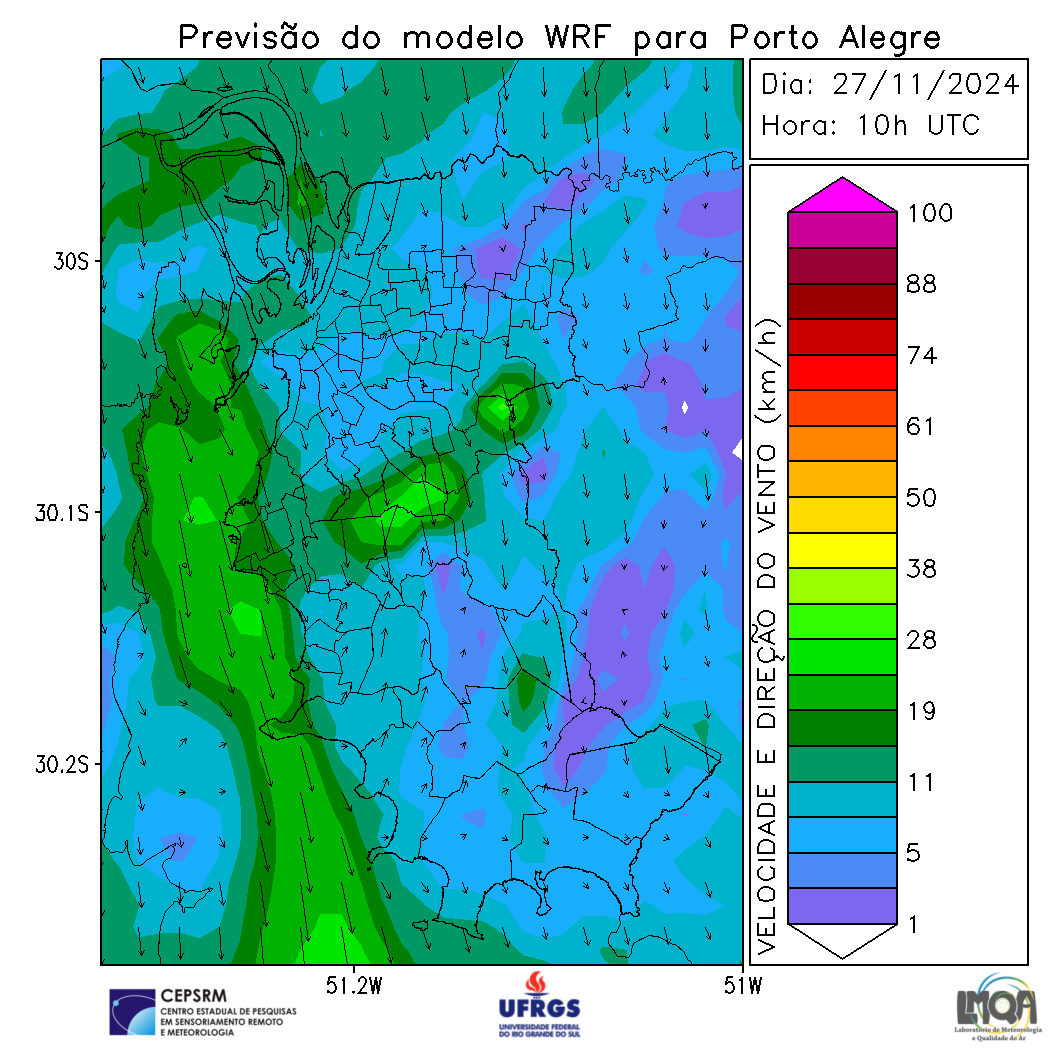 Previsão do modelo WRF para Porto Alegre
Dia: 27/11/2024
Hora: 10h UTC
30S
30.1S
30.2S
51.2W
51W
VELOCIDADE E DIREÇÃO DO VENTO (km/h)
100
88
74
61
50
38
28
19
11
5
1
CEPSRM
CENTRO ESTADUAL DE PESQUISAS
EM SENSORIAMENTO REMOTO
E METEOROLOGIA
UFRGS
UNIVERSIDADE FEDERAL
DO RIO GRANDE DO SUL
LMQA
Laboratório de Meteorologia
e Qualidade do Ar